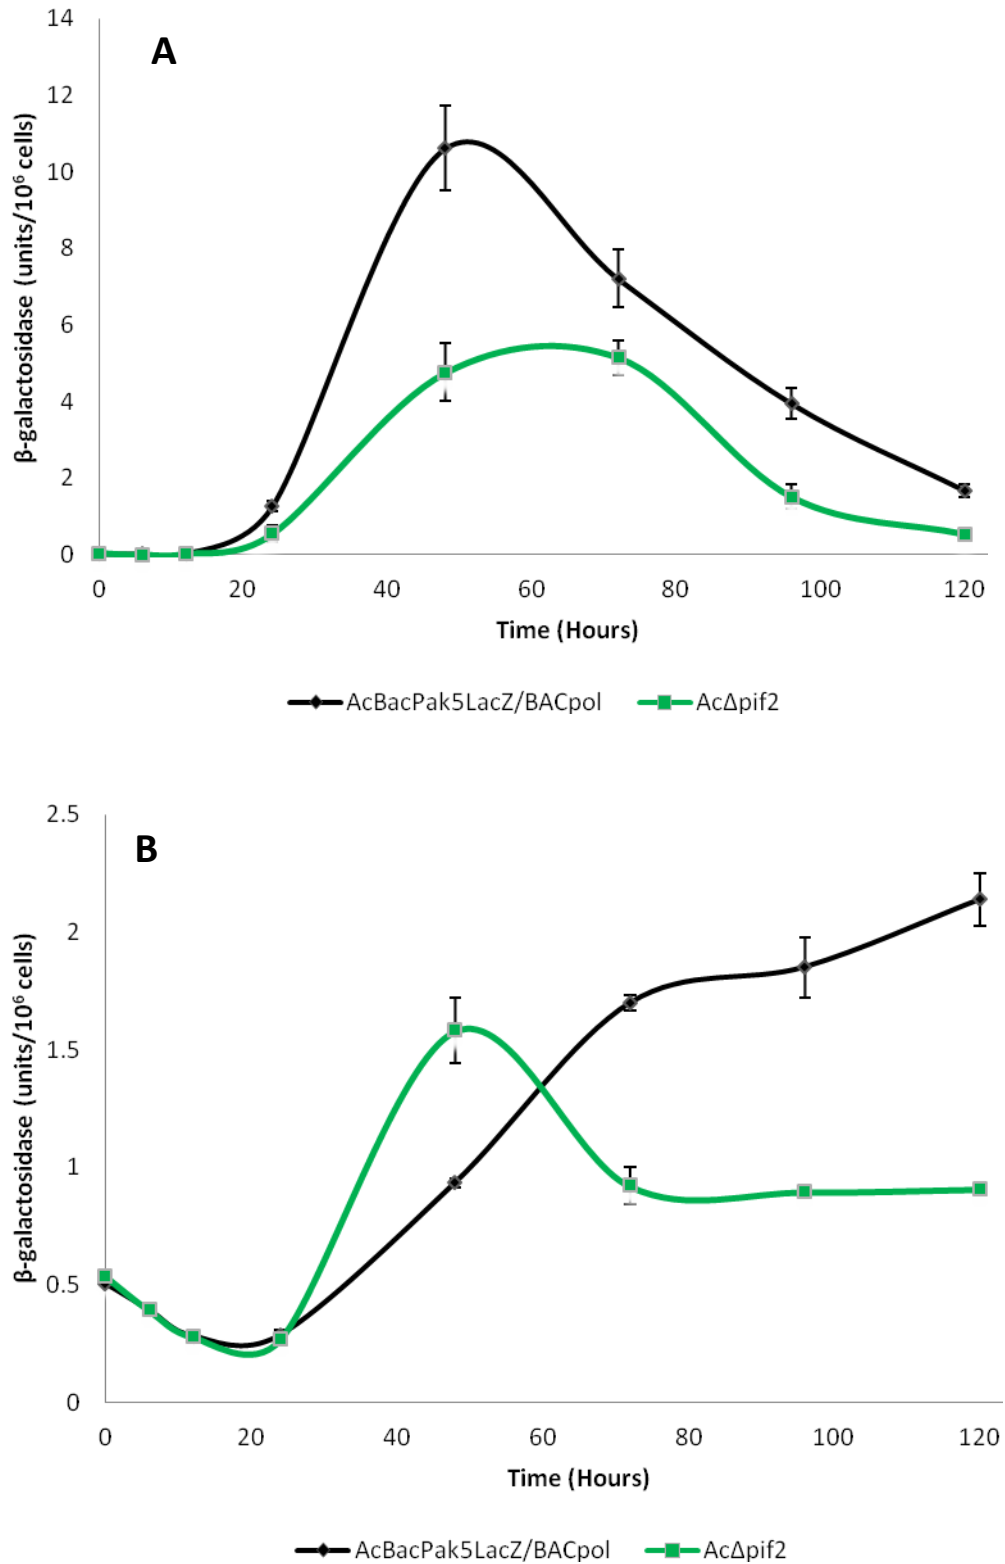 A
β-galactosidase (units/10⁶ cells)
14
12
10
8
6
4
2
0
0 20 40 60 80 100 120
Time (Hours)
AcBacPak5LacZ/BACpol AcΔpif2
B
β-galactosidase (units/10⁶ cells)
2.5
2
1.5
1
0.5
0
0 20 40 60 80 100 120
Time (Hours)
AcBacPak5LacZ/BACpol AcΔpif2